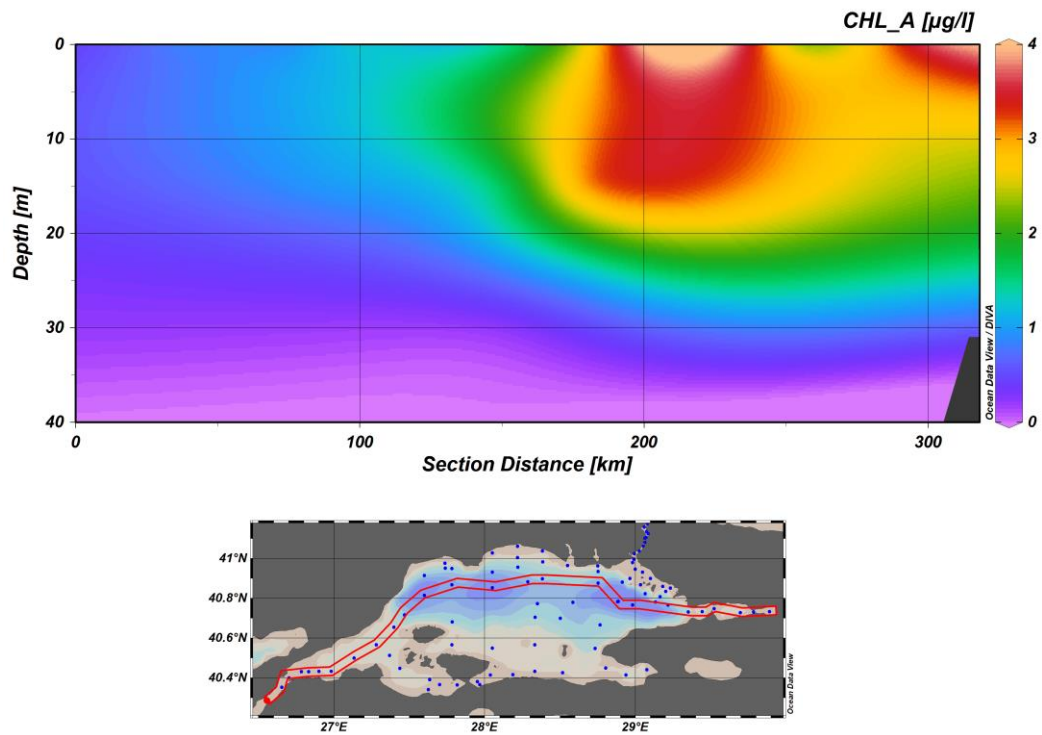 CHL_A [µg/l]
0
10
20
30
40
Depth [m]
0
100
200
300
Section Distance [km]
4
3
2
1
0
Ocean Data View / DIVA
41°N
40.8°N
40.6°N
40.4°N
27°E
28°E
29°E
Ocean Data View